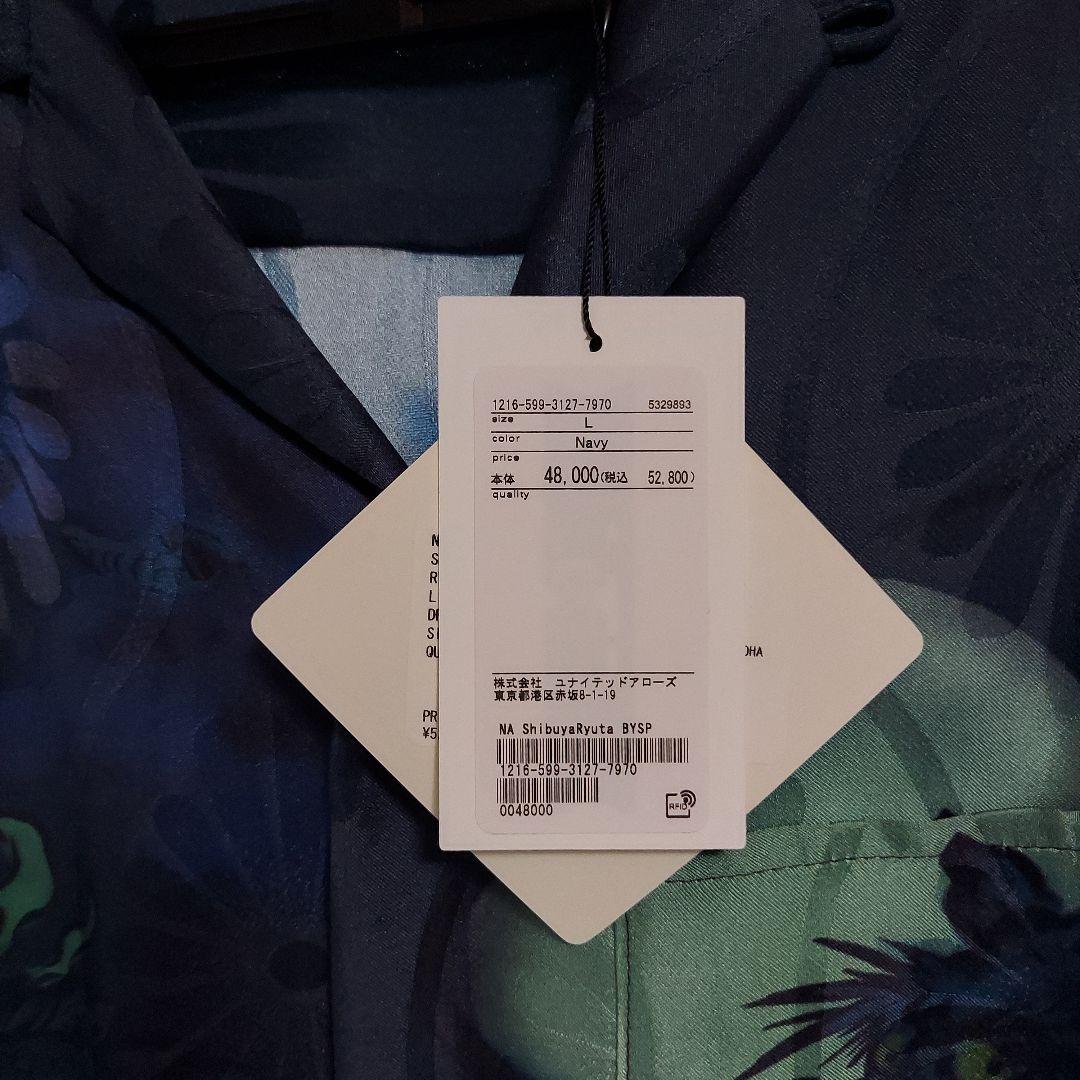 1216-599-3127-7970 5329893
size L
color Navy
price
本体 48,000(税込 52,800)
quality
株式会社 ユナイテッドアローズ
東京都港区赤坂8-1-19
NA ShibuyaRyuta BYSP
1216-599-3127-7970
0048000
RFID